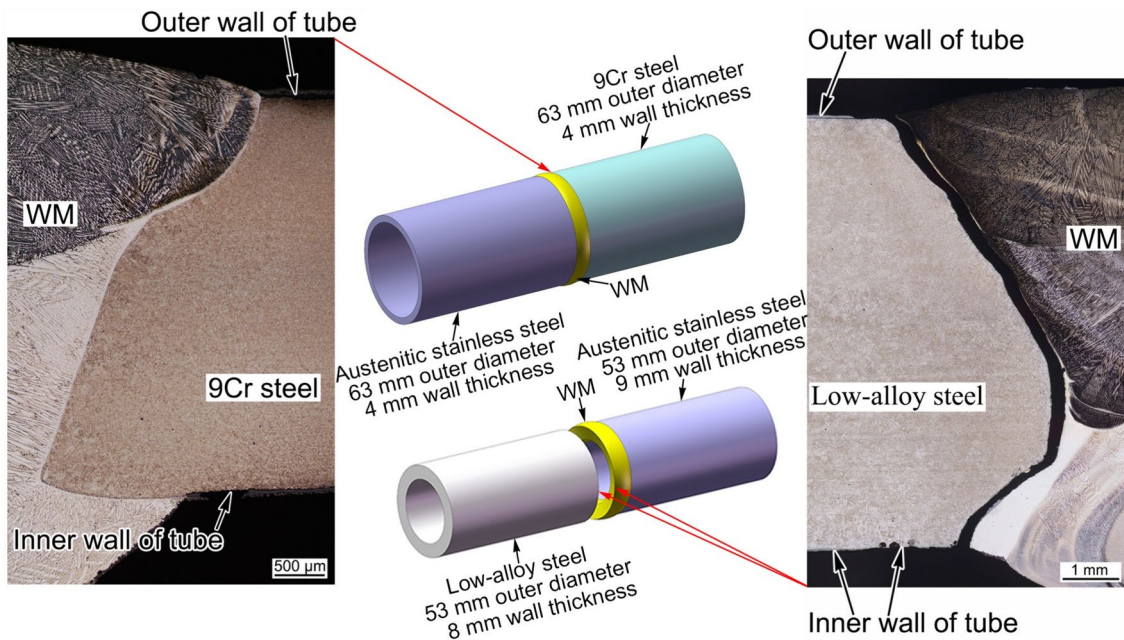 Outer wall of tube
WM
9Cr steel
Inner wall of tube
500 μm
9Cr steel
63 mm outer diameter
4 mm wall thickness
WM
Austenitic stainless steel
63 mm outer diameter
4 mm wall thickness
Austenitic stainless steel
53 mm outer diameter
9 mm wall thickness
WM
Low-alloy steel
53 mm outer diameter
8 mm wall thickness
Outer wall of tube
WM
Low-alloy steel
1 mm
Inner wall of tube